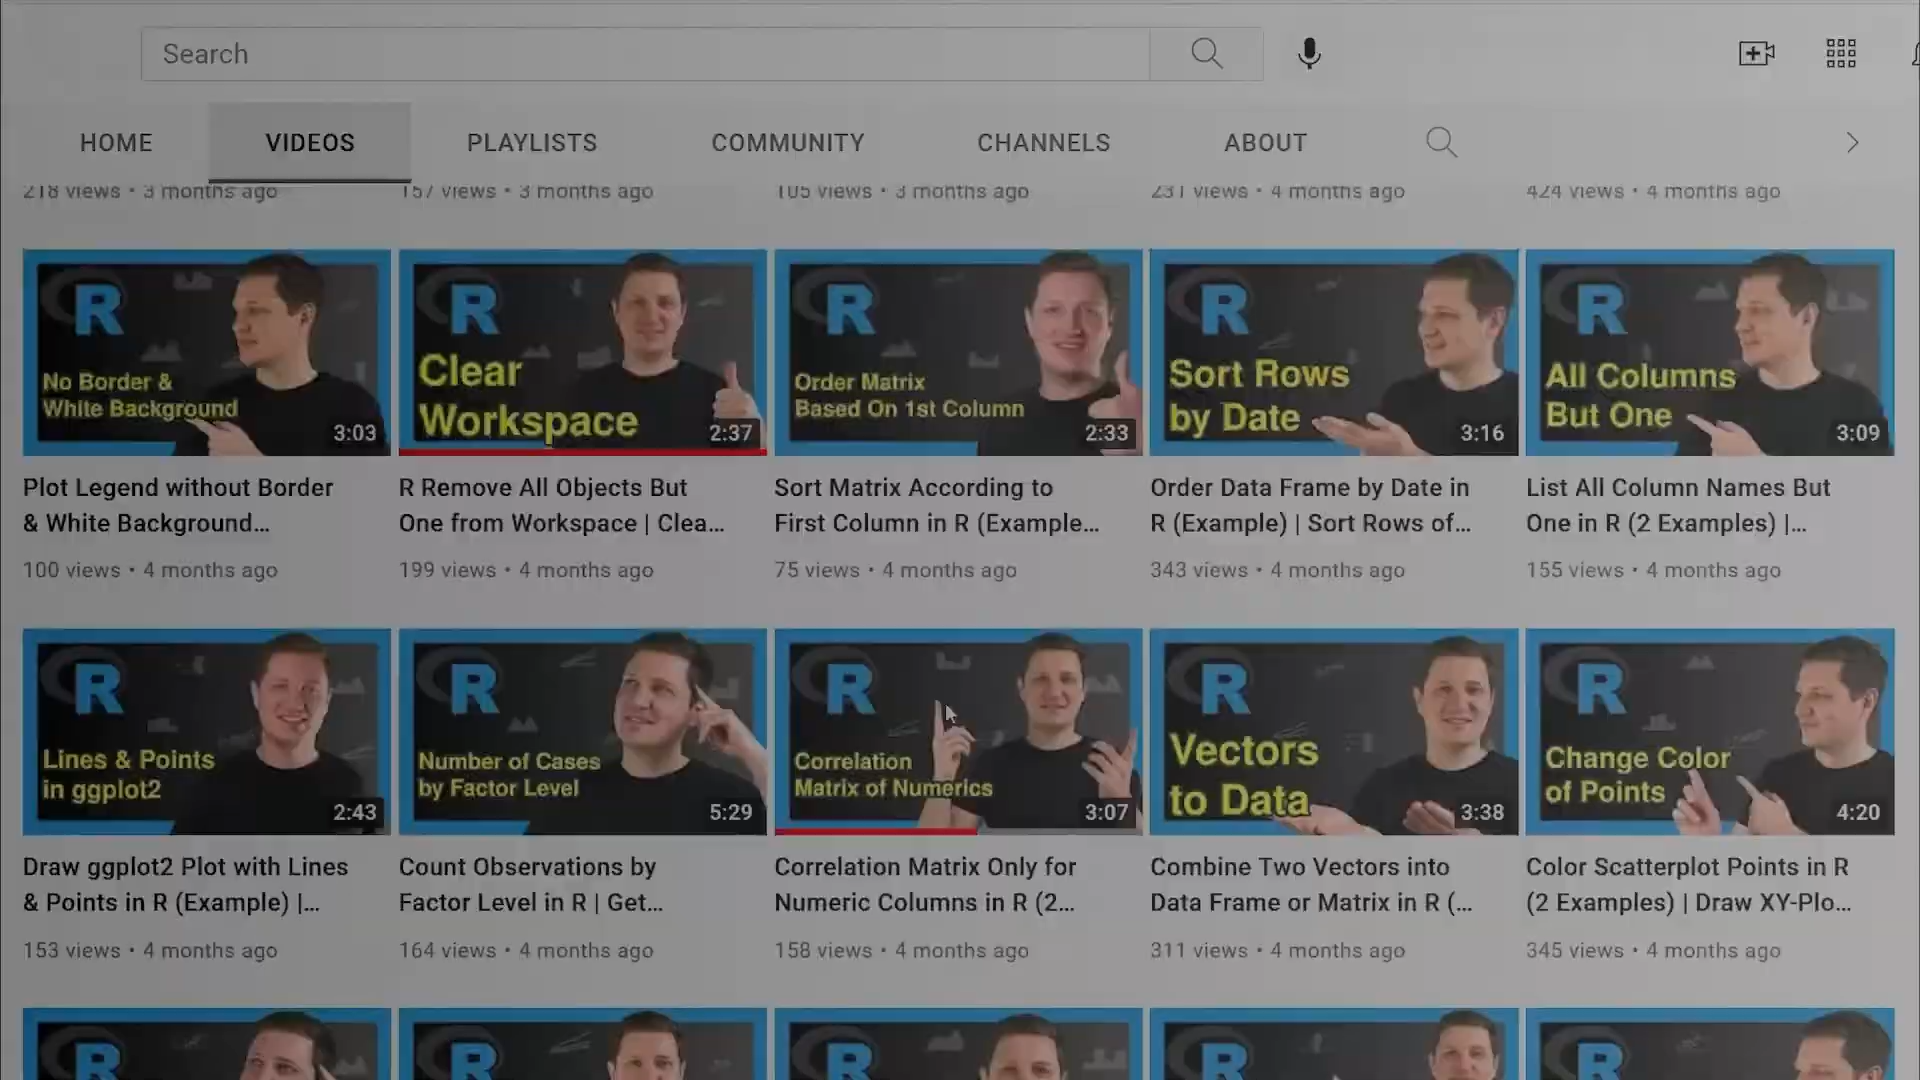 Search
HOME
VIDEOS
PLAYLISTS
COMMUNITY
CHANNELS
ABOUT
218 views • 3 months ago
157 views • 3 months ago
105 views • 3 months ago
231 views • 4 months ago
424 views • 4 months ago
R
No Border &
White Background
3:03
R
Clear
Workspace
2:37
R
Order Matrix
Based On 1st Column
2:33
R
Sort Rows
by Date
3:16
R
All Columns
But One
3:09
Plot Legend without Border
& White Background...
100 views • 4 months ago
R Remove All Objects But
One from Workspace | Clea...
199 views • 4 months ago
Sort Matrix According to
First Column in R (Example...
75 views • 4 months ago
Order Data Frame by Date in
R (Example) | Sort Rows of...
343 views • 4 months ago
List All Column Names But
One in R (2 Examples) |...
155 views • 4 months ago
R
Lines & Points
in ggplot2
2:43
R
Number of Cases
by Factor Level
5:29
R
Correlation
Matrix of Numerics
3:07
R
Vectors
to Data
3:38
R
Change Color
of Points
4:20
Draw ggplot2 Plot with Lines
& Points in R (Example) |...
153 views • 4 months ago
Count Observations by
Factor Level in R | Get...
164 views • 4 months ago
Correlation Matrix Only for
Numeric Columns in R (2...
158 views • 4 months ago
Combine Two Vectors into
Data Frame or Matrix in R (...
311 views • 4 months ago
Color Scatterplot Points in R
(2 Examples) | Draw XY-Plo...
345 views • 4 months ago
R
R
R
R
R